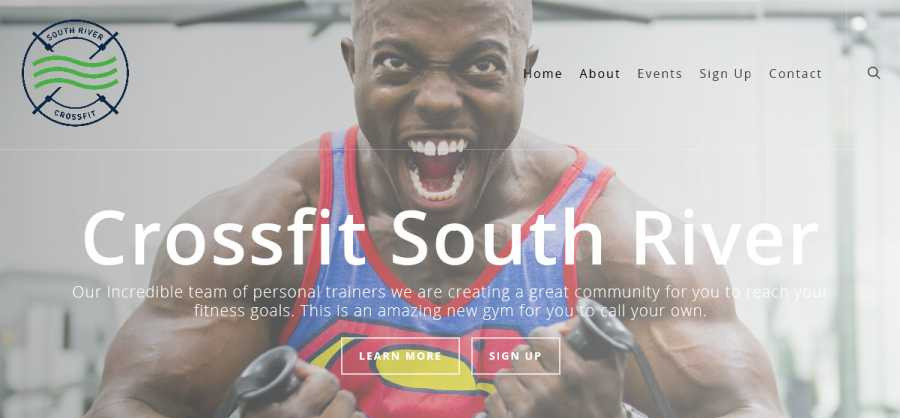 SOUTH RIVER
CROSSFIT
Home About Events Sign Up Contact
Crossfit South River
Our Incredible team of personal trainers we are creating a great community for you to reach your
fitness goals. This is an amazing new gym for you to call your own.
LEARN MORE SIGN UP